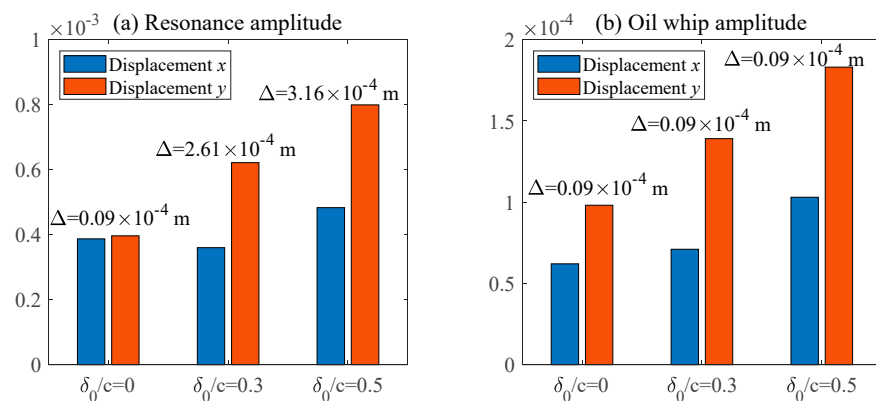 (a) Resonance amplitude
×10⁻³
1
0.8
0.6
0.4
0.2
0
Displacement x
Displacement y
Δ=0.09×10⁻⁴ m
Δ=2.61×10⁻⁴ m
Δ=3.16×10⁻⁴ m
δ₀/c=0
δ₀/c=0.3
δ₀/c=0.5
(b) Oil whip amplitude
×10⁻⁴
2
1.5
1
0.5
0
Displacement x
Displacement y
Δ=0.09×10⁻⁴ m
Δ=0.09×10⁻⁴ m
Δ=0.09×10⁻⁴ m
δ₀/c=0
δ₀/c=0.3
δ₀/c=0.5